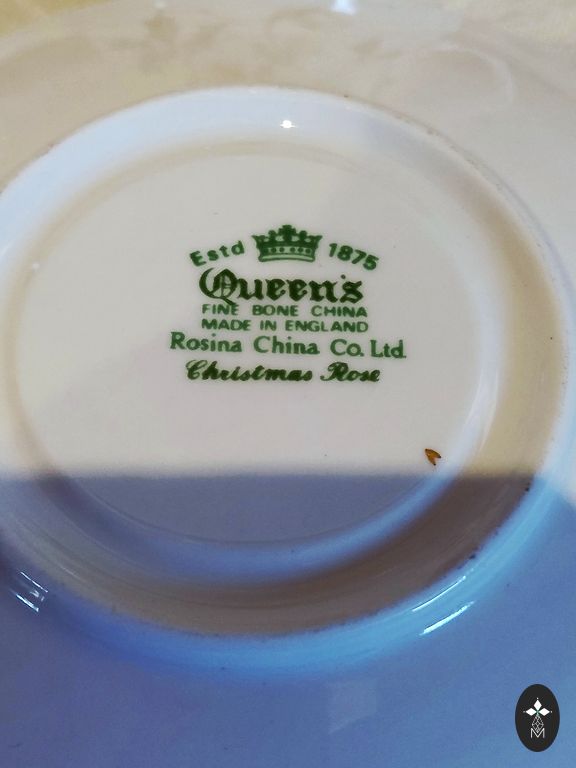 Estd 1875
Queen's
FINE BONE CHINA
MADE IN ENGLAND
Rosina China Co. Ltd.
Christmas Rose
M